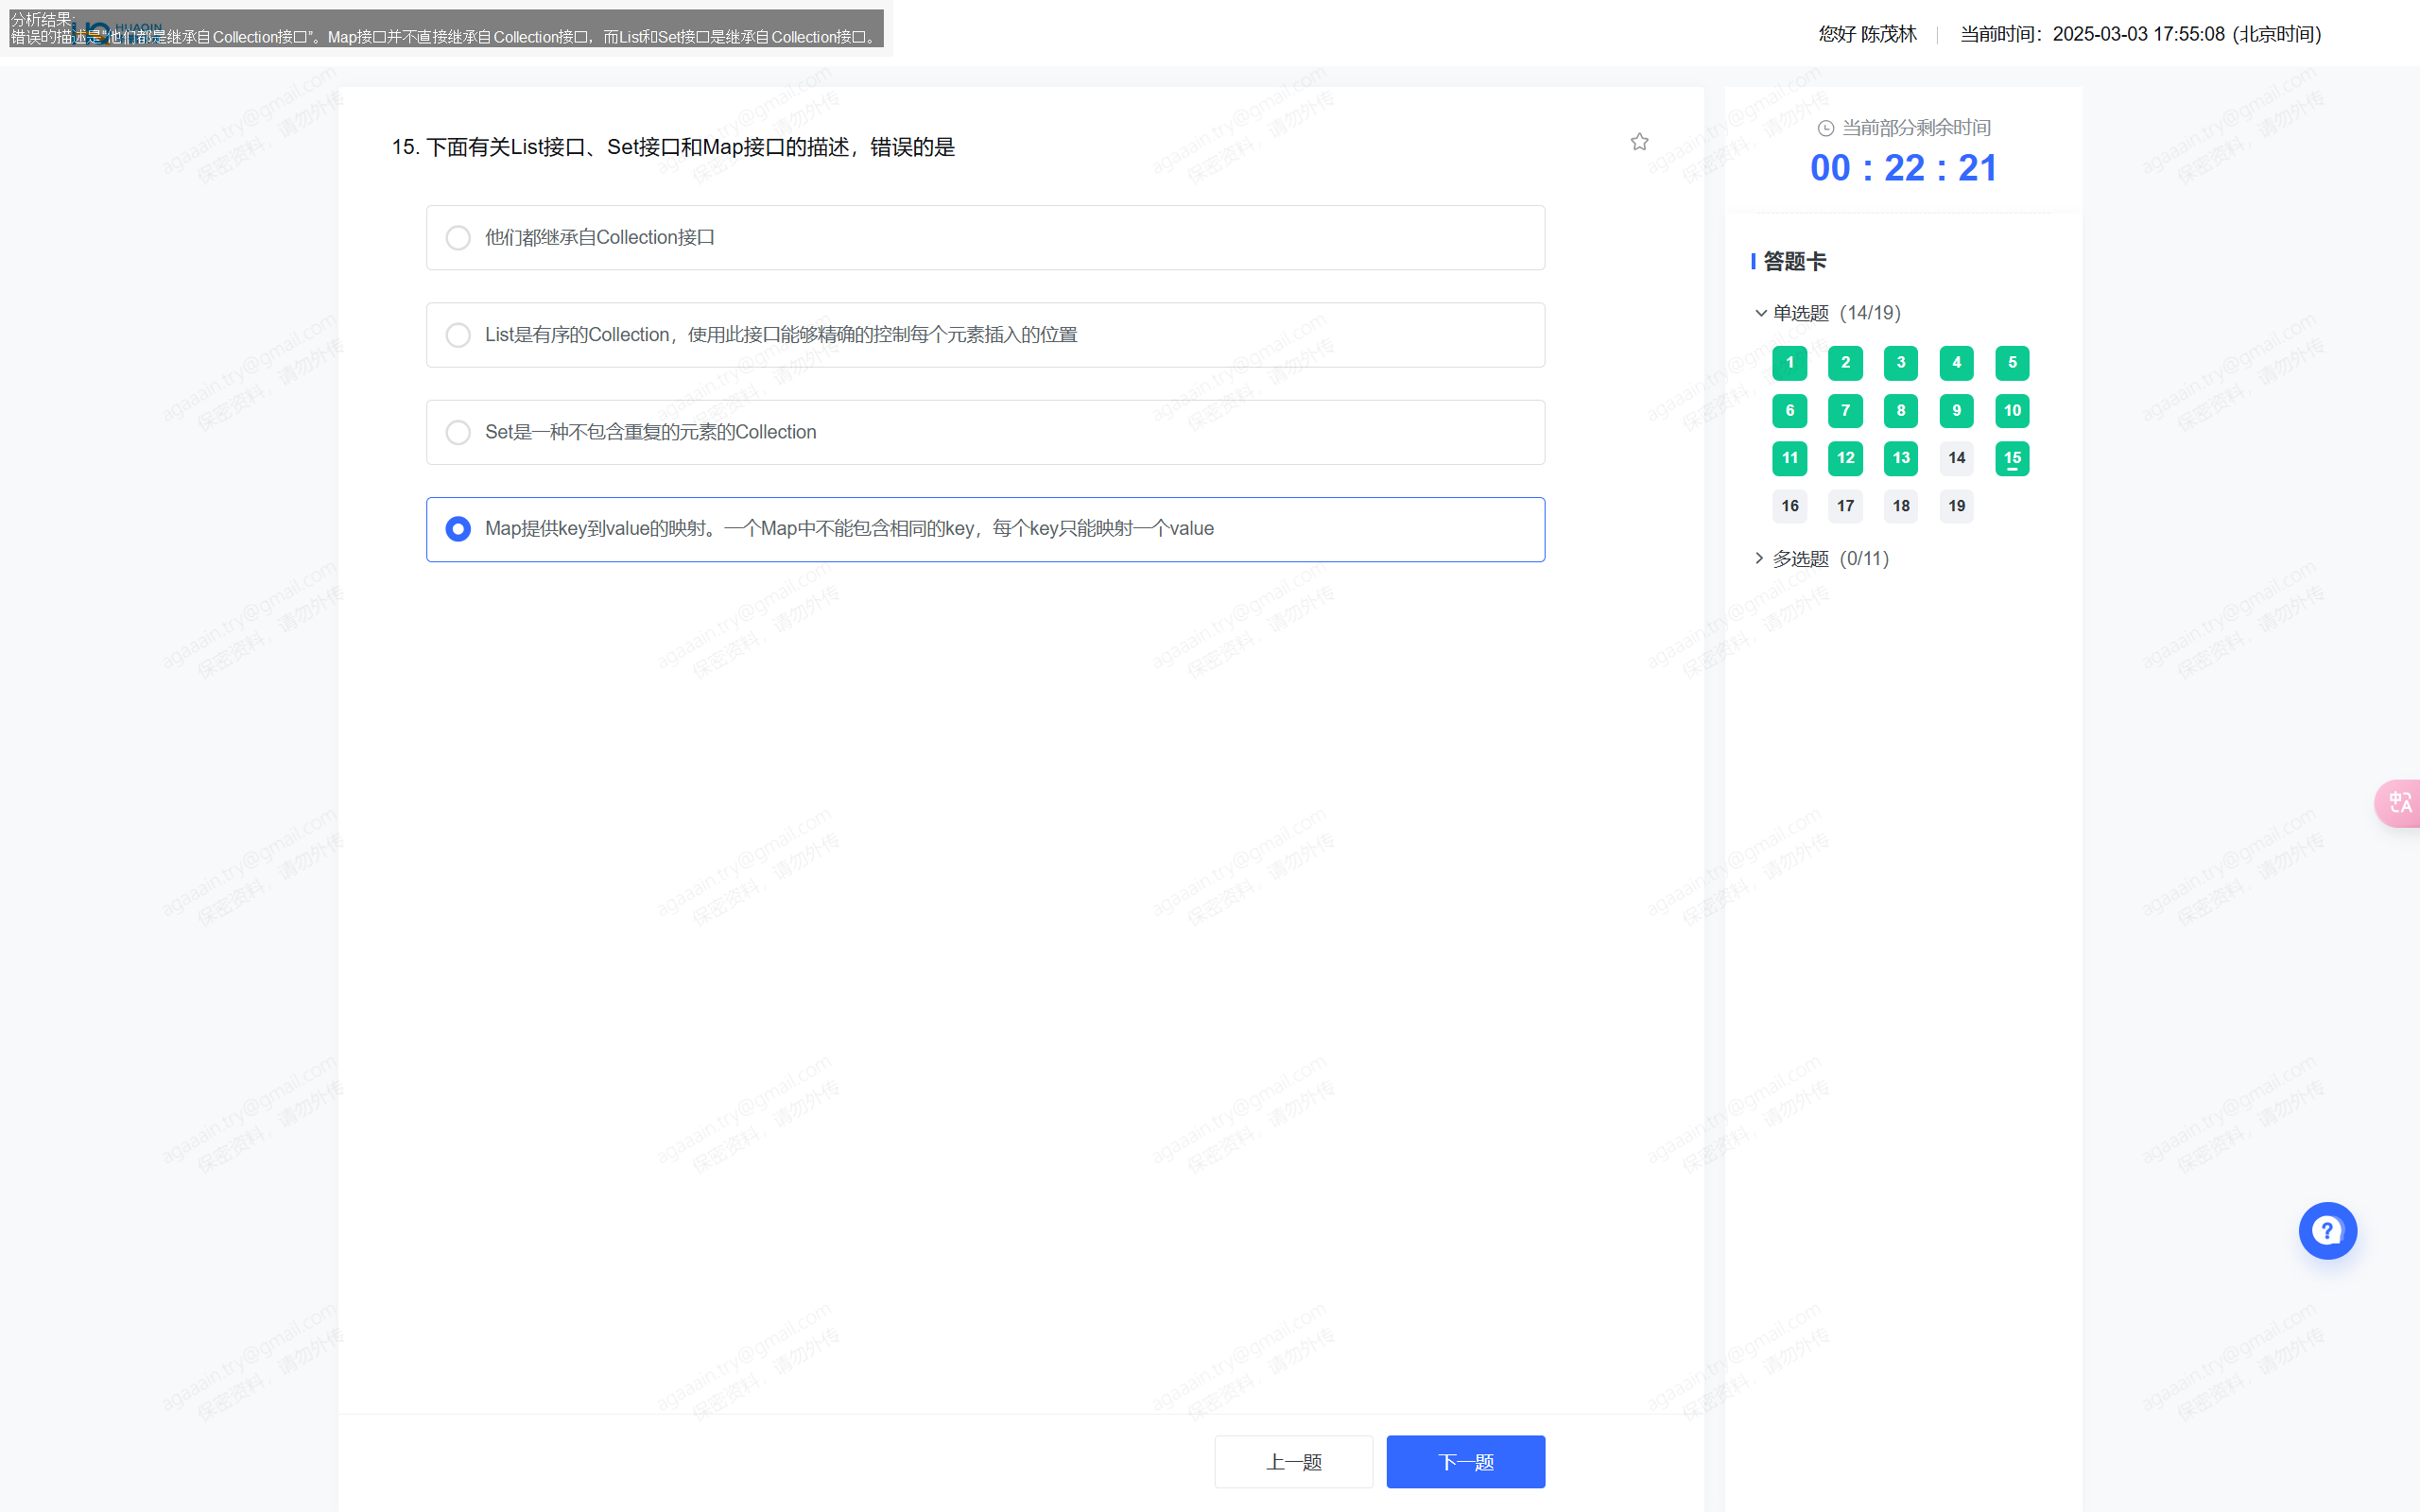 分析结果:
错误的描述是"他们都是继承自Collection接口"。Map接口并不直接继承自Collection接口，而List和Set接口是继承自Collection接口。
HUAQIN
您好 陈茂林
当前时间：2025-03-03 17:55:08 (北京时间)
15. 下面有关List接口、Set接口和Map接口的描述，错误的是
他们都继承自Collection接口
List是有序的Collection，使用此接口能够精确的控制每个元素插入的位置
Set是一种不包含重复的元素的Collection
Map提供key到value的映射。一个Map中不能包含相同的key，每个key只能映射一个value
上一题
下一题
当前部分剩余时间
00 : 22 : 21
答题卡
单选题（14/19）
1 2 3 4 5
6 7 8 9 10
11 12 13 14 15
16 17 18 19
多选题（0/11）
agaaain.try@gmail.com
保密资料，请勿外传